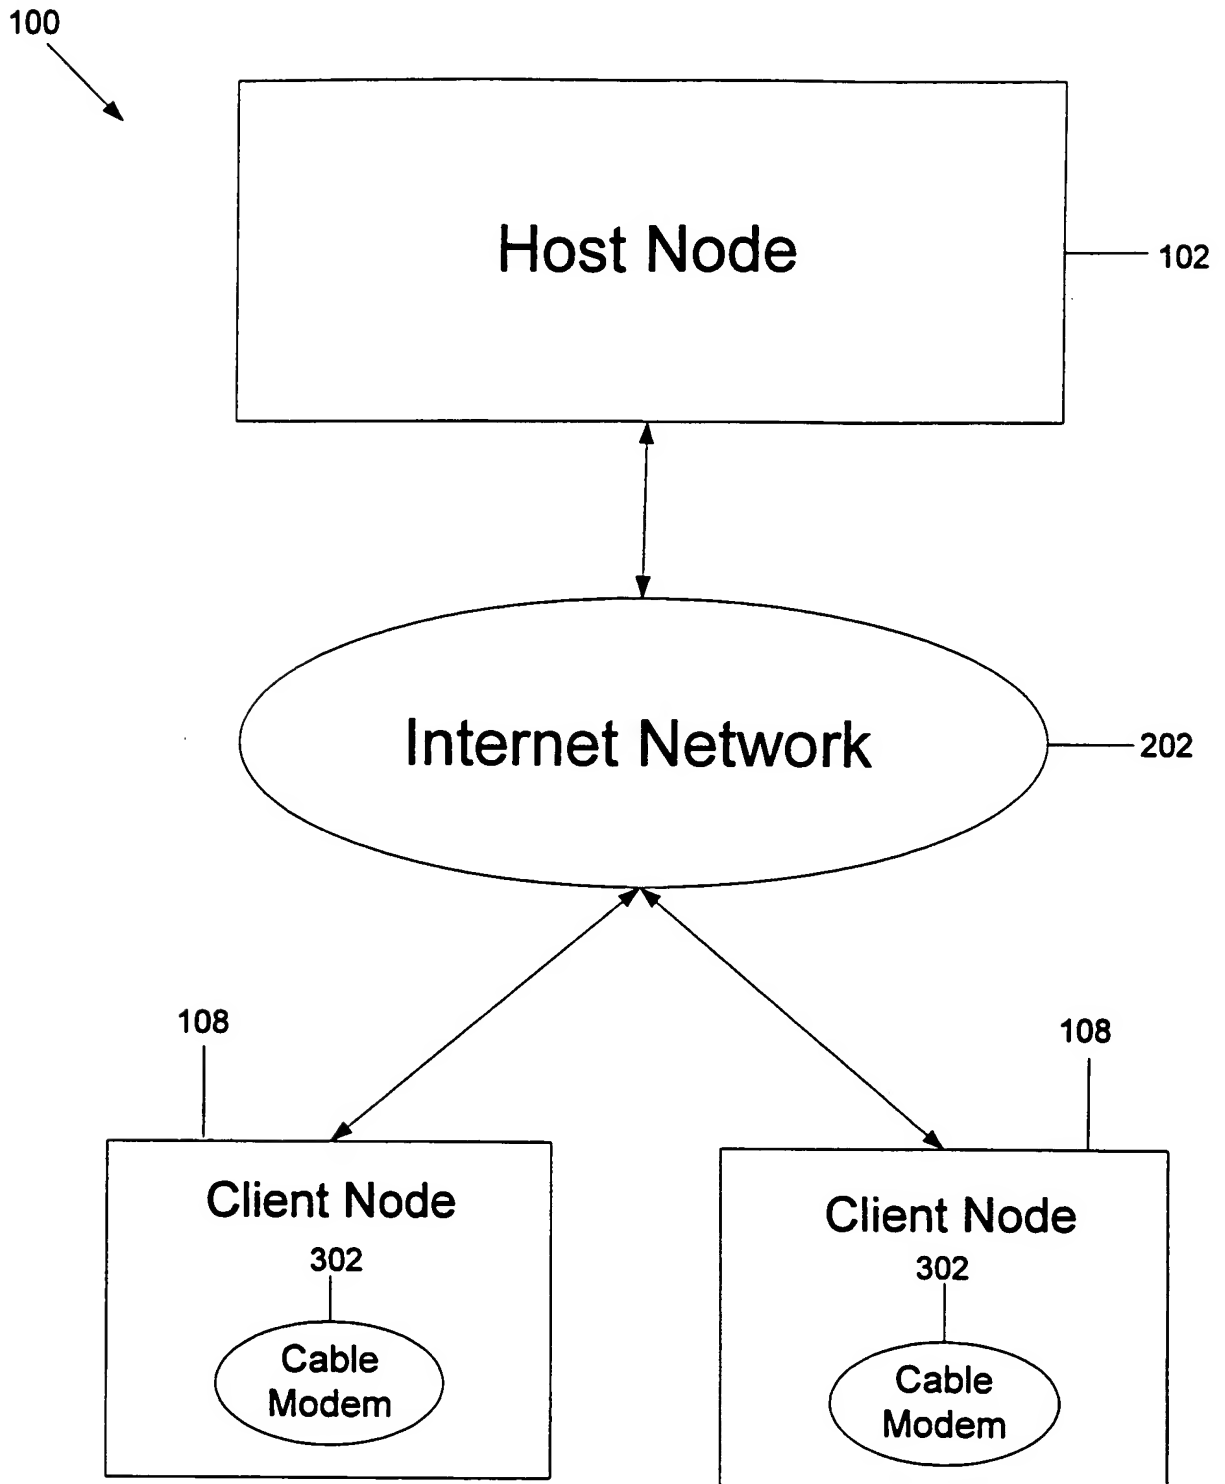 100
Host Node
102
Internet Network
202
108
108
Client Node
302
Cable
Modem
Client Node
302
Cable
Modem